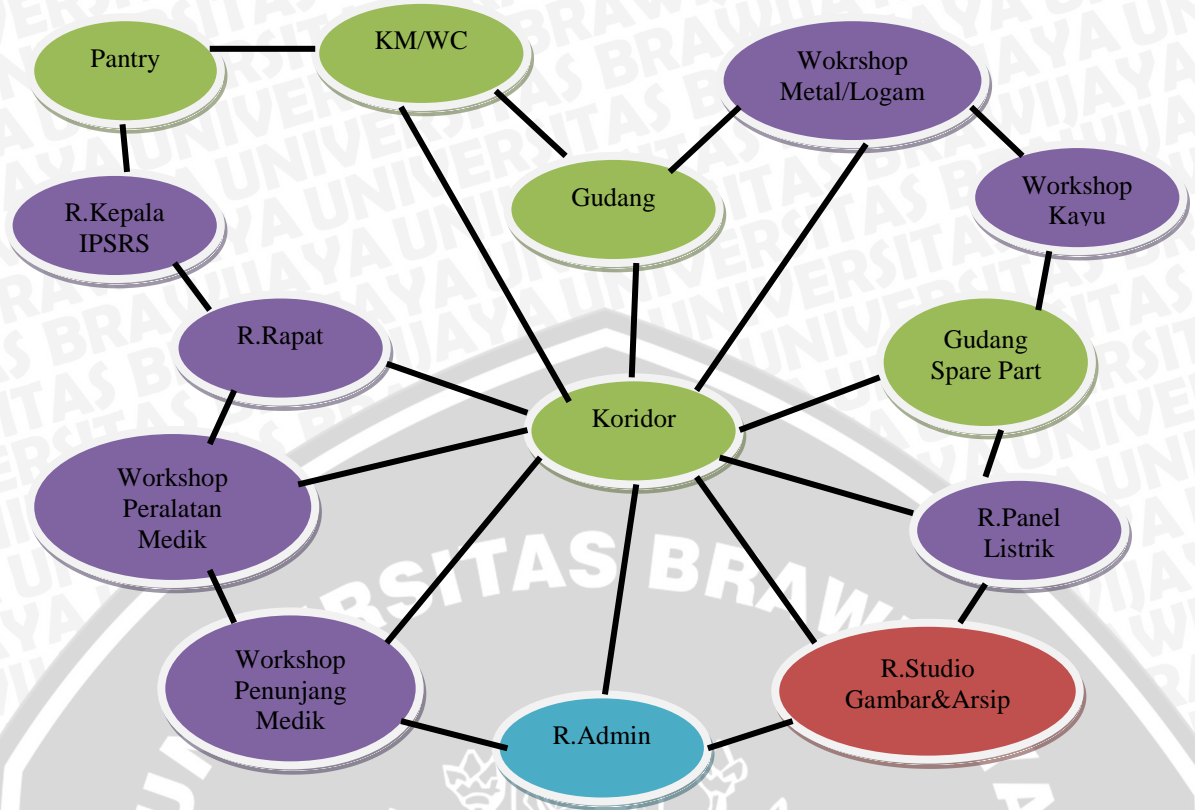 Pantry
KM/WC
Wokrshop
Metal/Logam
R.Kepala
IPSRS
Gudang
Workshop
Kayu
R.Rapat
Gudang
Spare Part
Koridor
Workshop
Peralatan
Medik
R.Panel
Listrik
Workshop
Penunjang
Medik
R.Admin
R.Studio
Gambar&Arsip